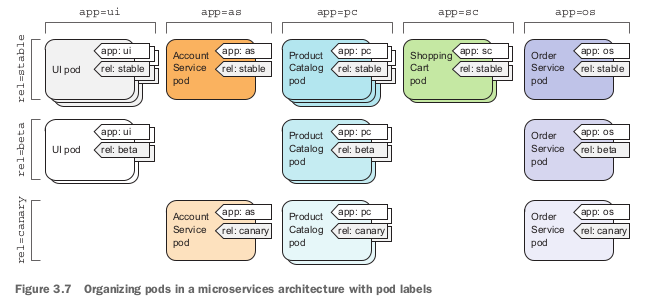 app=ui
app=as
app=pc
app=sc
app=os
rel=stable
UI pod
app: ui
rel: stable
Account
Service
pod
app: as
rel: stable
Product
Catalog
pod
app: pc
rel: stable
Shopping
Cart
pod
app: sc
rel: stable
Order
Service
pod
app: os
rel: stable
rel=beta
UI pod
app: ui
rel: beta
Product
Catalog
pod
app: pc
rel: beta
Order
Service
pod
app: os
rel: beta
rel=canary
Account
Service
pod
app: as
rel: canary
Product
Catalog
pod
app: pc
rel: canary
Order
Service
pod
app: os
rel: canary
Figure 3.7 Organizing pods in a microservices architecture with pod labels